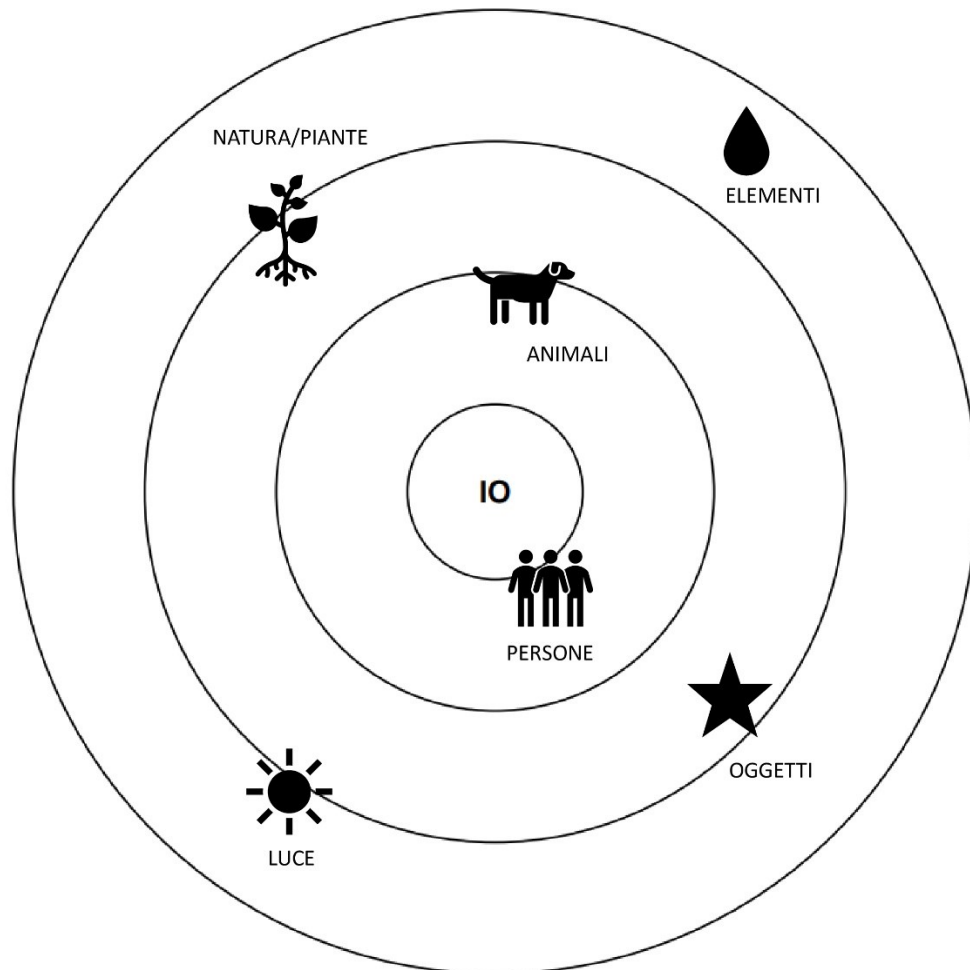 NATURA/PIANTE
ELEMENTI
ANIMALI
IO
PERSONE
OGGETTI
LUCE